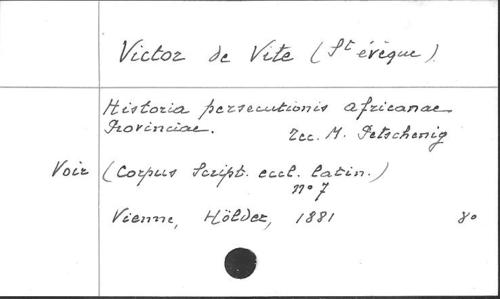 Victor de Vite (St évêque)
Historia persecutionis africanae
Provinciae. rec. M. Petschenig
Voir (Corpus Script. eccl. latin.)
n° 7
Vienne, Hölder, 1881 8°